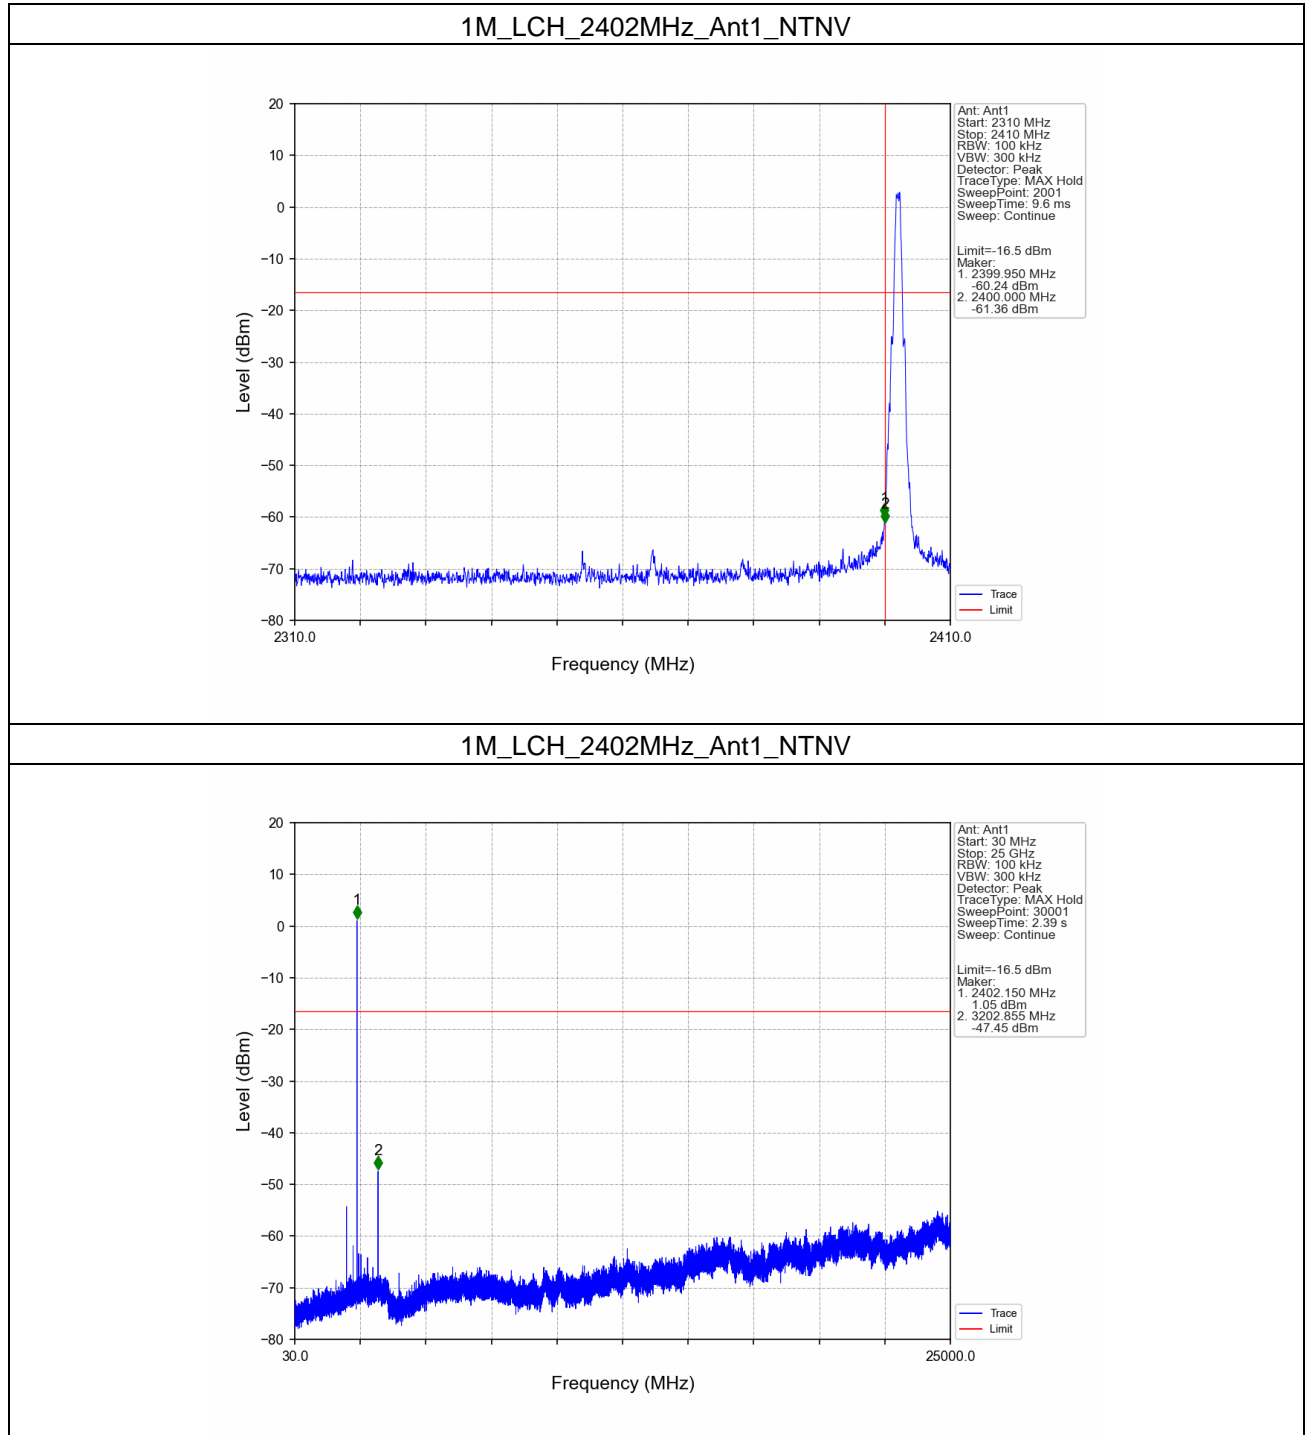 1M_LCH_2402MHz_Ant1_NTNV
20
10
0
−10
−20
−30
−40
−50
−60
−70
−80
Level (dBm)
1
2
2310.0
2410.0
Frequency (MHz)
Ant: Ant1
Start: 2310 MHz
Stop: 2410 MHz
RBW: 100 kHz
VBW: 300 kHz
Detector: Peak
TraceType: MAX Hold
SweepPoint: 2001
SweepTime: 9.6 ms
Sweep: Continue
Limit=-16.5 dBm
Maker:
1. 2399.950 MHz
-60.24 dBm
2. 2400.000 MHz
-61.36 dBm
Trace
Limit
1M_LCH_2402MHz_Ant1_NTNV
20
10
0
−10
−20
−30
−40
−50
−60
−70
−80
Level (dBm)
1
2
30.0
25000.0
Frequency (MHz)
Ant: Ant1
Start: 30 MHz
Stop: 25 GHz
RBW: 100 kHz
VBW: 300 kHz
Detector: Peak
TraceType: MAX Hold
SweepPoint: 30001
SweepTime: 2.39 s
Sweep: Continue
Limit=-16.5 dBm
Maker:
1. 2402.150 MHz
1.05 dBm
2. 3202.855 MHz
-47.45 dBm
Trace
Limit